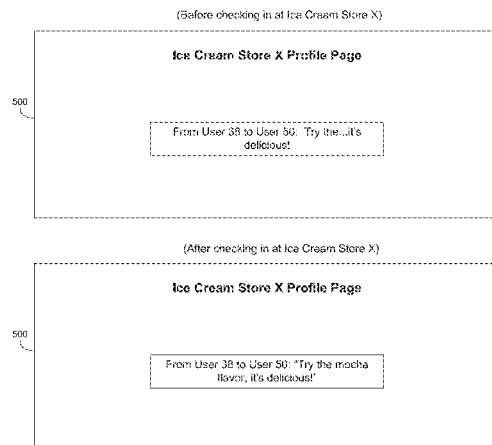 (Before checking in at Ice Cream Store X)
Ice Cream Store X Profile Page
500
From User 38 to User 56: "Try the...it's
delicious!
(After checking in at Ice Cream Store X)
Ice Cream Store X Profile Page
500
From User 38 to User 56: "Try the mocha
flavor, it's delicious!"